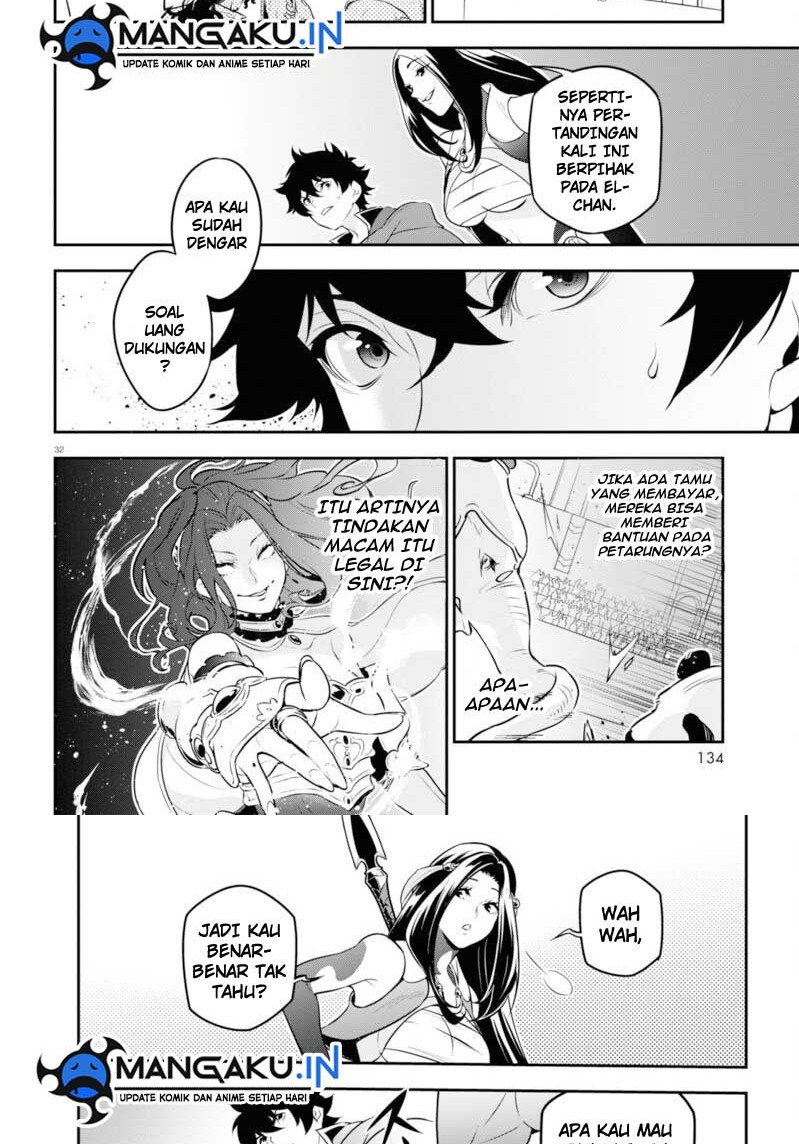 MANGAKU.IN
UPDATE KOMIK DAN ANIME SETIAP HARI
SEPERTI-
NYA PER-
TANDINGAN
KALI INI
BERPIHAK
PADA EL-
CHAN.
APA KAU
SUDAH
DENGAR
SOAL
UANG
DUKUNGAN
?
32
JIKA ADA TAMU
YANG MEMBAYAR,
MEREKA BISA
MEMBERI
BANTUAN PADA
PETARUNGNYA?
APA-
APAAN...
ITU ARTINYA
TINDAKAN
MACAM ITU
LEGAL DI
SINI?!
134
WAH
WAH,
JADI KAU
BENAR-
BENAR TAK
TAHU?
MANGAKU.IN
UPDATE KOMIK DAN ANIME SETIAP HARI
APA KAU MAU